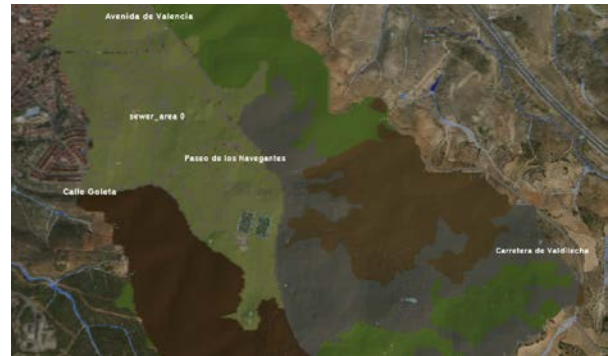 Avenida de Valencia
sewer_area 0
Paseo de los Navegantes
Calle Goleta
Carretera de Valdilecha